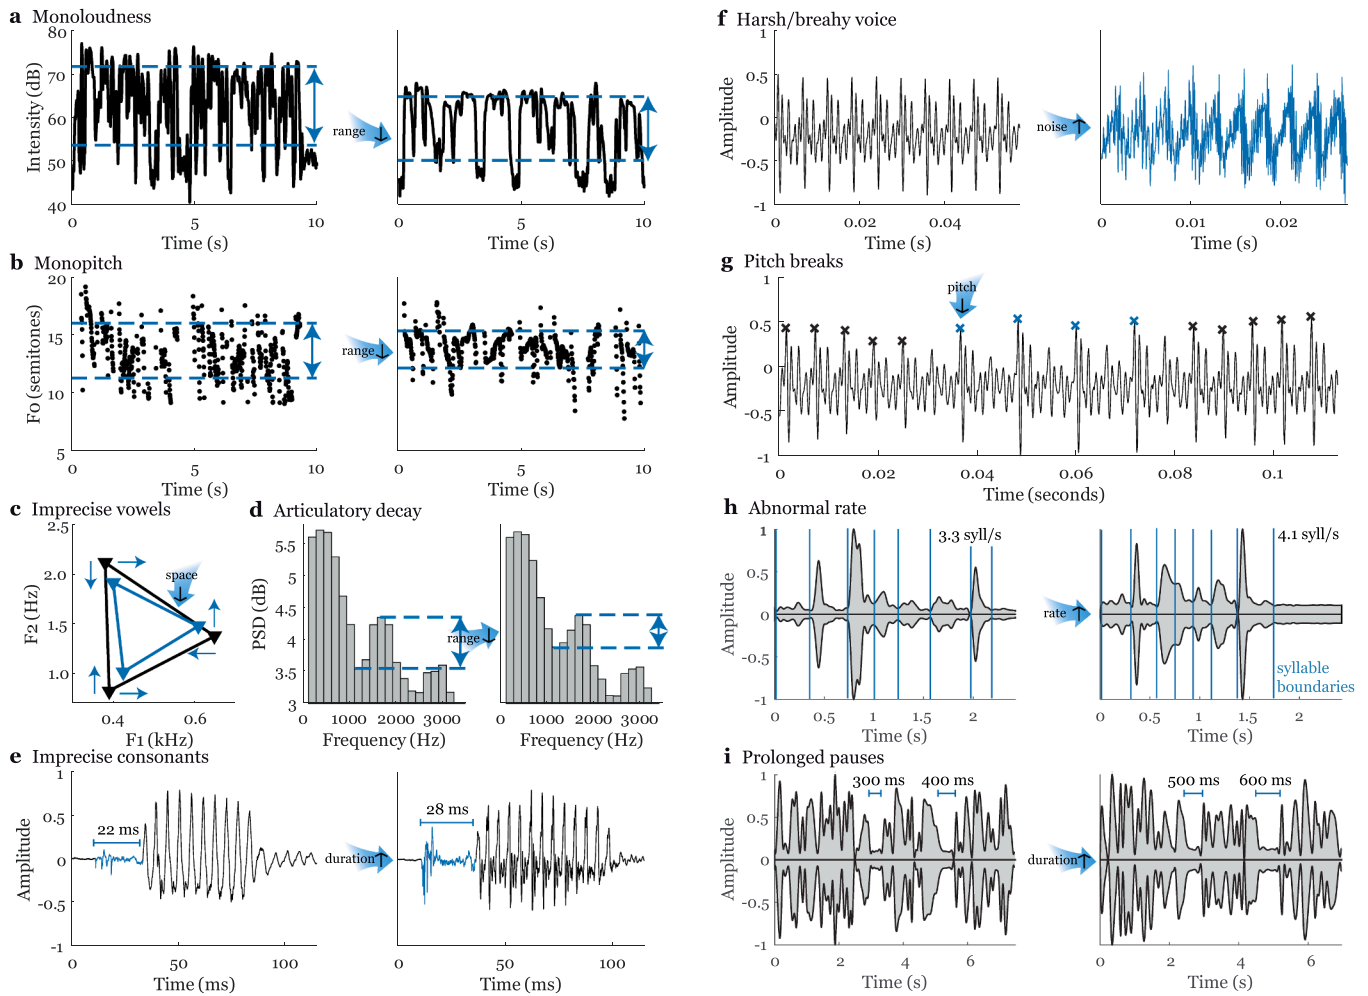 a Monoloudness
80
70
60
50
40
Intensity (dB)
0 5 10
Time (s)
range ↓
0 5 10
Time (s)
b Monopitch
20
15
10
5
F0 (semitones)
0 5 10
Time (s)
range ↓
0 5 10
Time (s)
c Imprecise vowels
2.5
2.0
1.5
1.0
F2 (Hz)
space
↓
0.4 0.6
F1 (kHz)
d Articulatory decay
5.5
5
4.5
4
3.5
3
PSD (dB)
0 1000 2000 3000
Frequency (Hz)
range ↓
0 1000 2000 3000
Frequency (Hz)
e Imprecise consonants
1
0.5
0
-0.5
-1
Amplitude
22 ms
0 50 100
Time (ms)
duration ↑
28 ms
0 50 100
Time (ms)
f Harsh/breahy voice
1
0.5
0
-0.5
-1
Amplitude
0 0.02 0.04
Time (s)
noise ↑
0 0.01 0.02
Time (s)
g Pitch breaks
1
0.5
0
-0.5
-1
Amplitude
pitch
↓
0 0.02 0.04 0.06 0.08 0.1
Time (seconds)
h Abnormal rate
1
0.5
0
-0.5
-1
Amplitude
3.3 syll/s
0 0.5 1 1.5 2
Time (s)
rate ↑
4.1 syll/s
syllable
boundaries
0 0.5 1 1.5 2
Time (s)
i Prolonged pauses
1
0.5
0
-0.5
-1
Amplitude
300 ms 400 ms
0 2 4 6
Time (s)
duration ↑
500 ms 600 ms
0 2 4 6
Time (s)